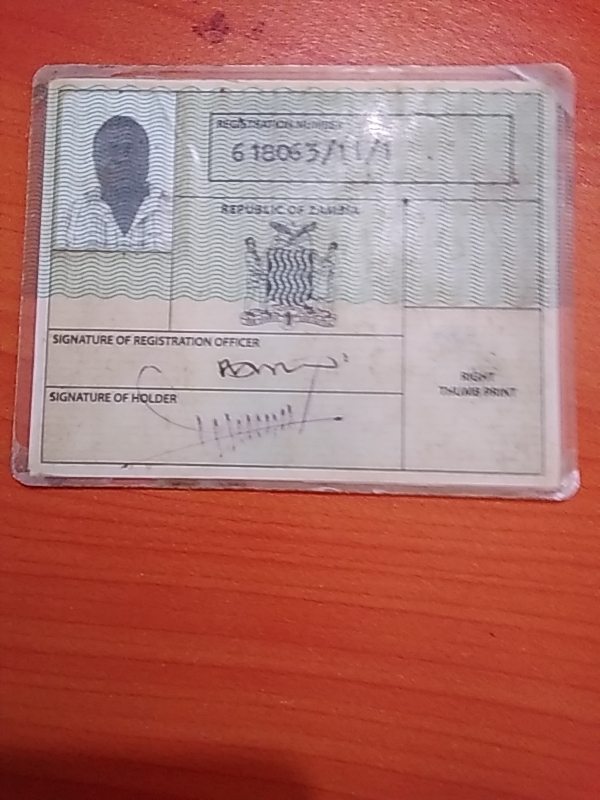 REGISTRATION NUMBER
618063/11/1
REPUBLIC OF ZAMBIA
SIGNATURE OF REGISTRATION OFFICER
SIGNATURE OF HOLDER
RIGHT
THUMB PRINT